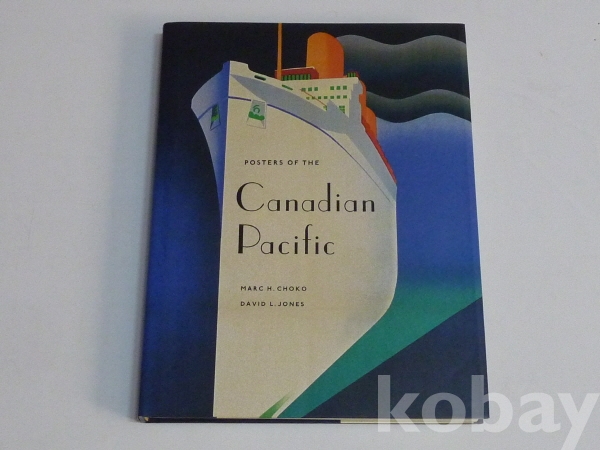 POSTERS OF THE
Canadian
Pacific
MARC H. CHOKO
DAVID L. JONES
kobay